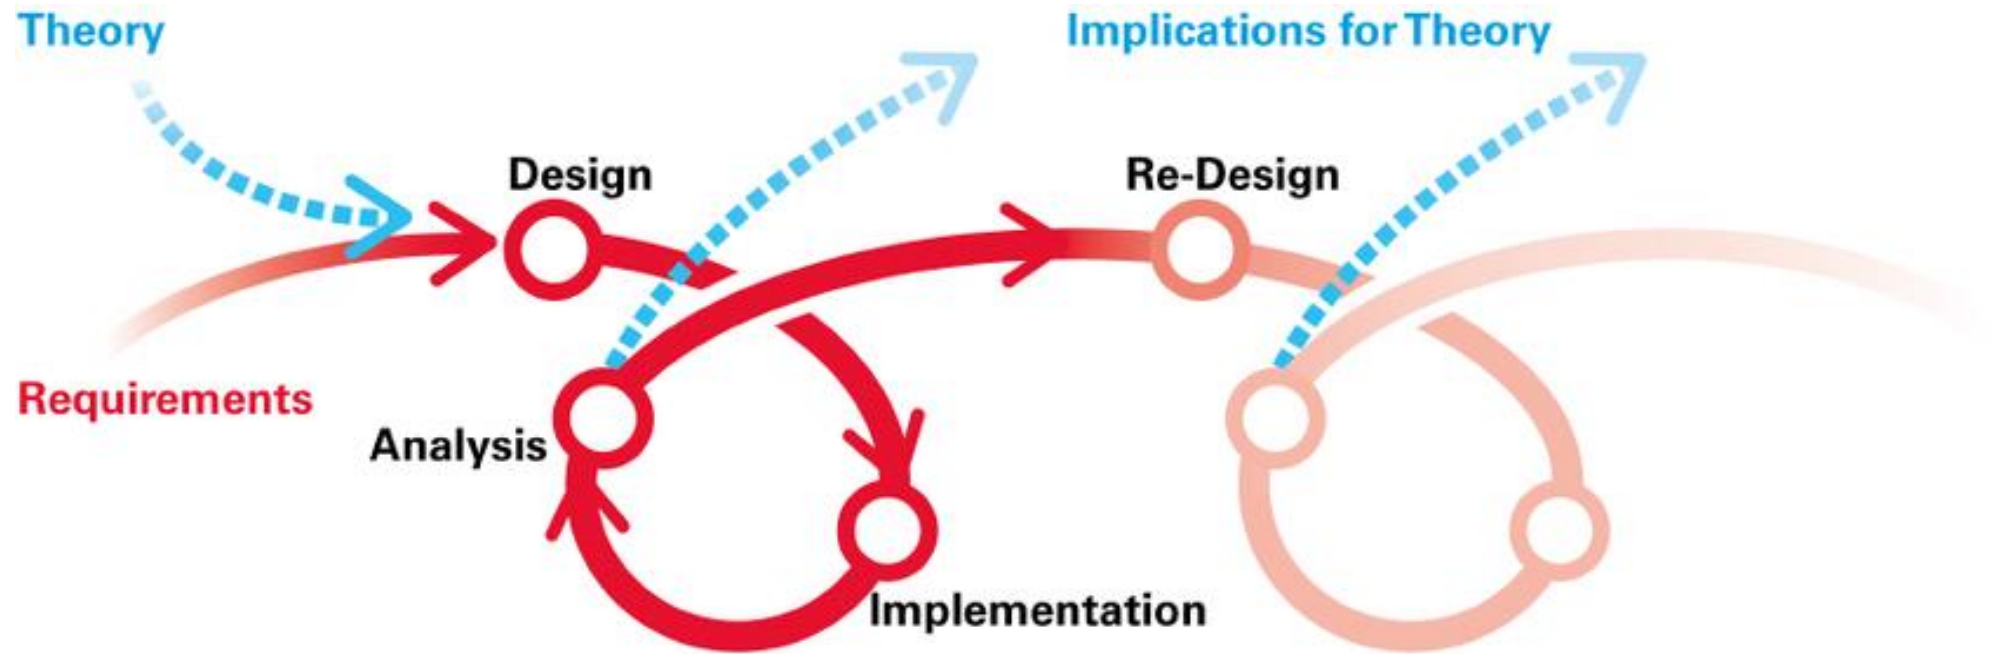 Theory
Implications for Theory
Design
Re-Design
Requirements
Analysis
Implementation